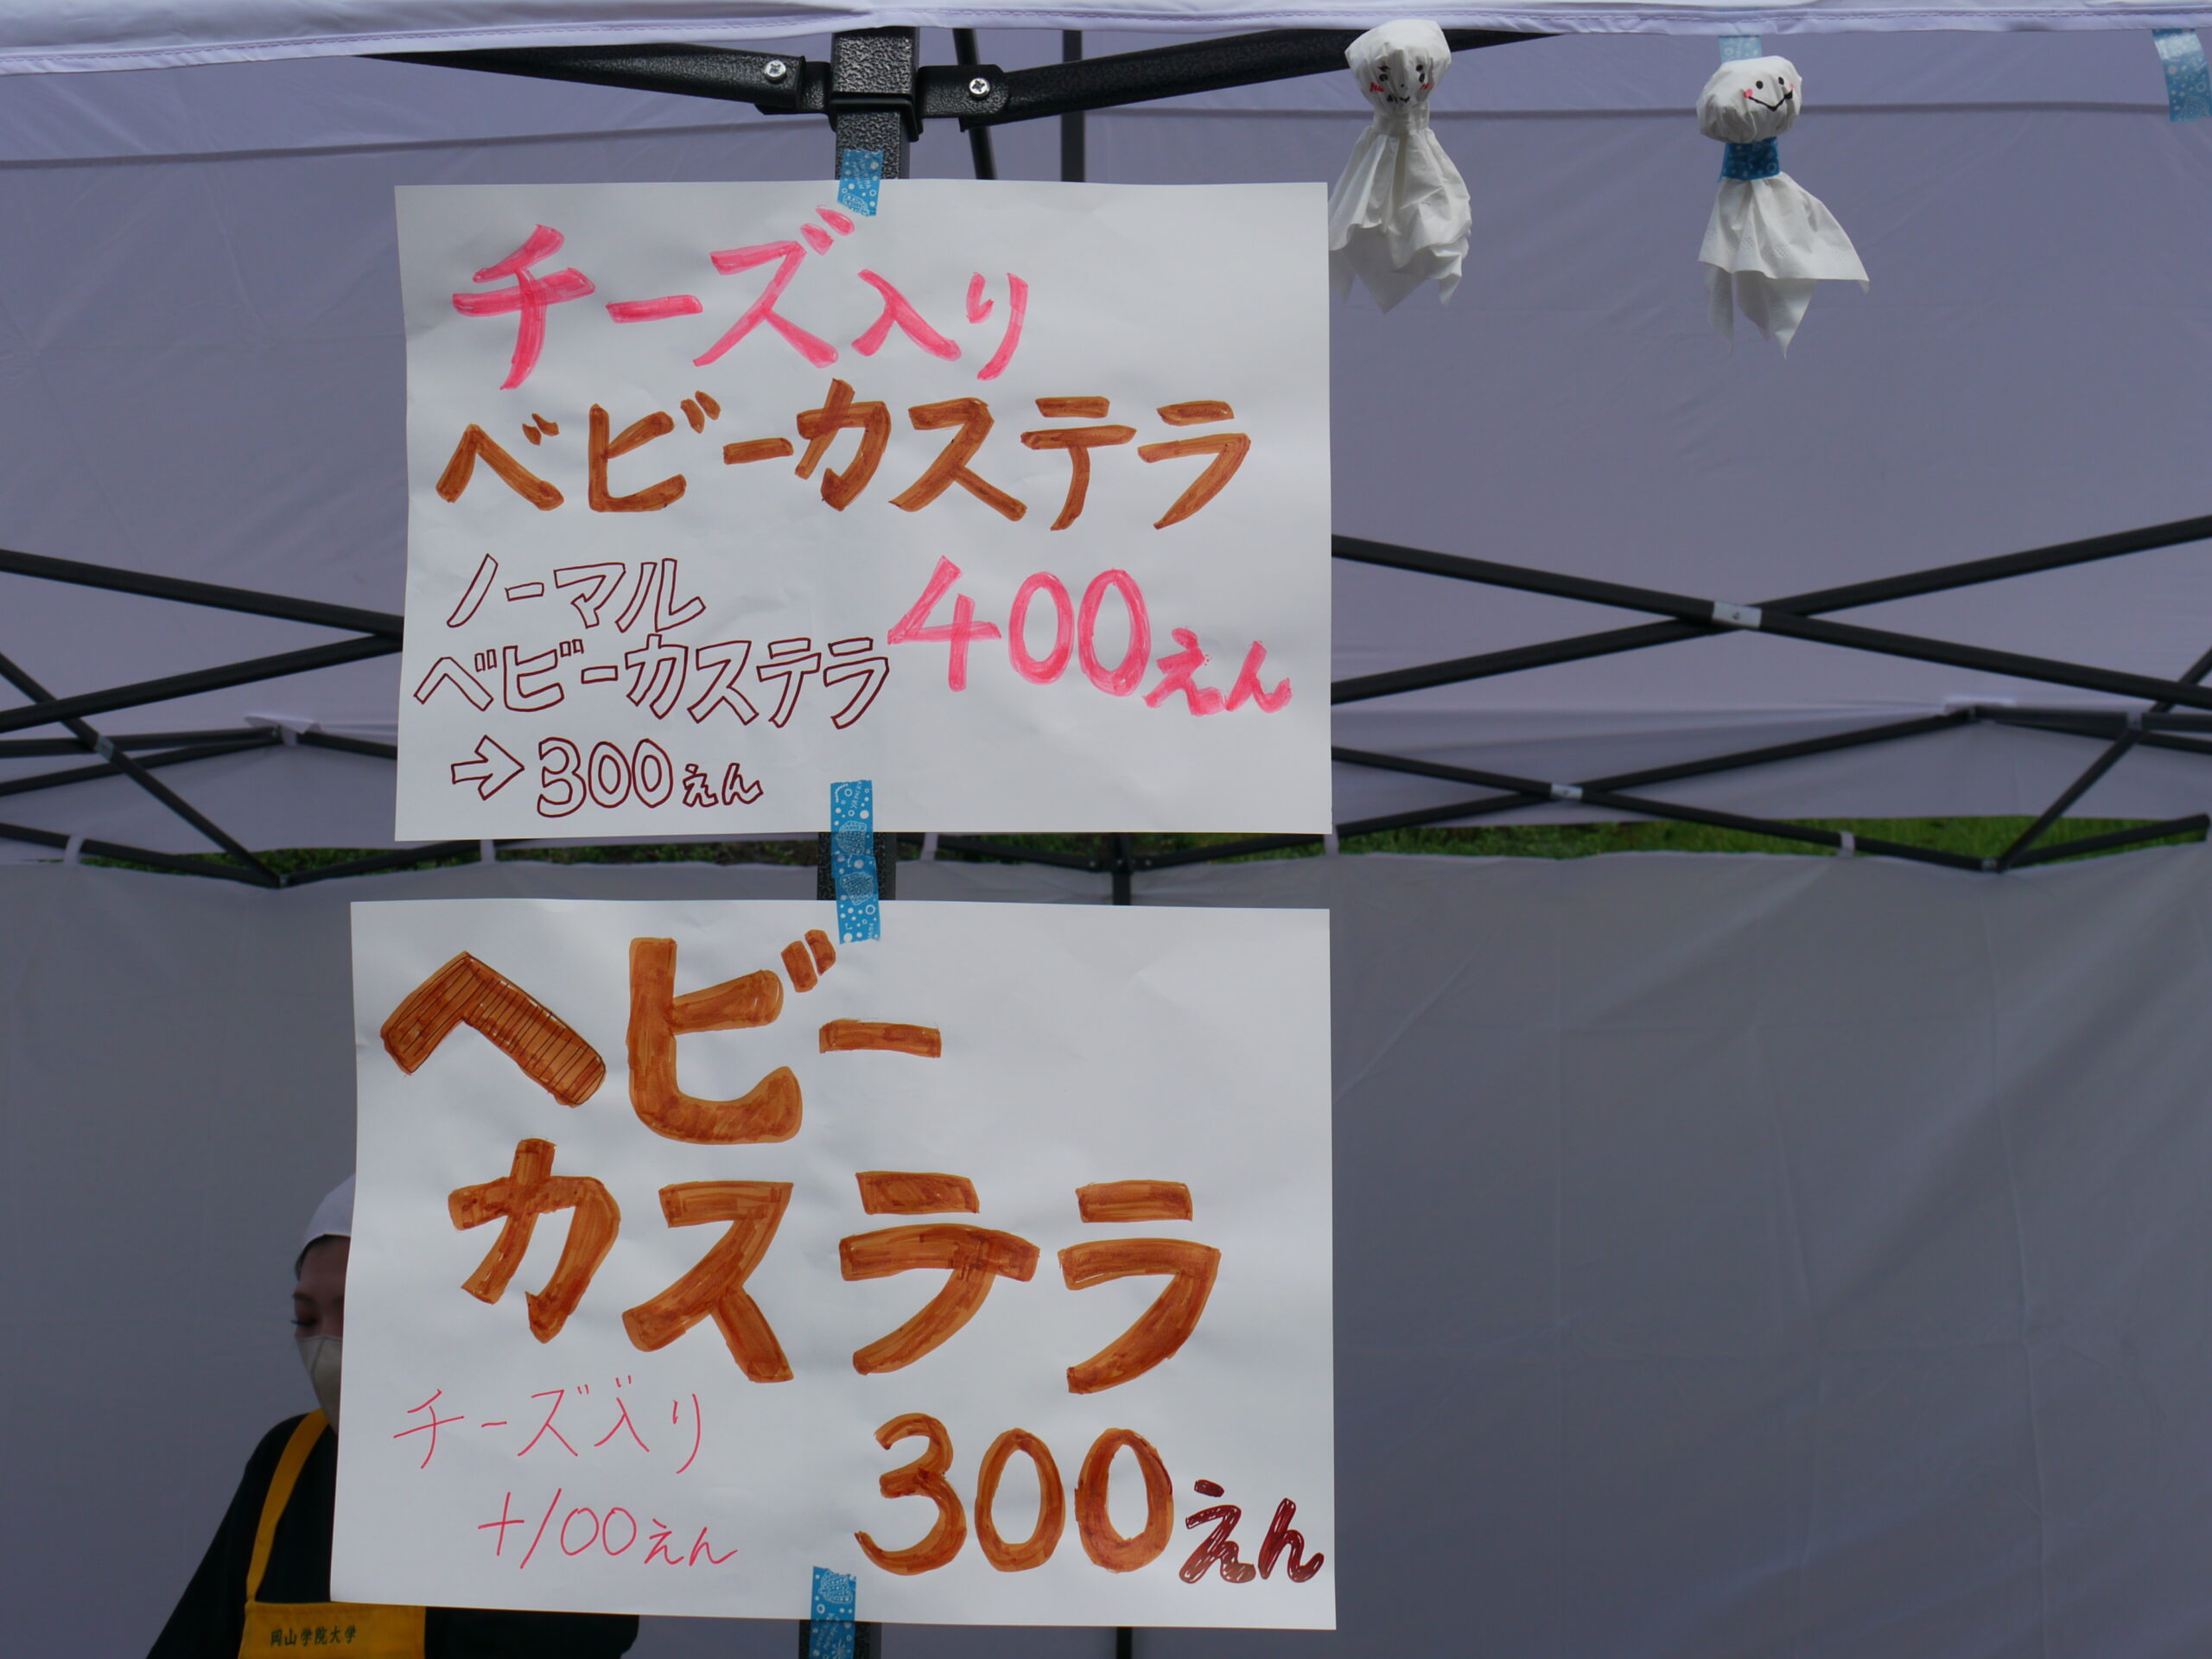 チーズ入り
ベビーカステラ
400えん
ノーマル
ベビーカステラ
→300えん
ヘビー
カステラ
チーズ入り
+100えん
300えん
岡山学院大学